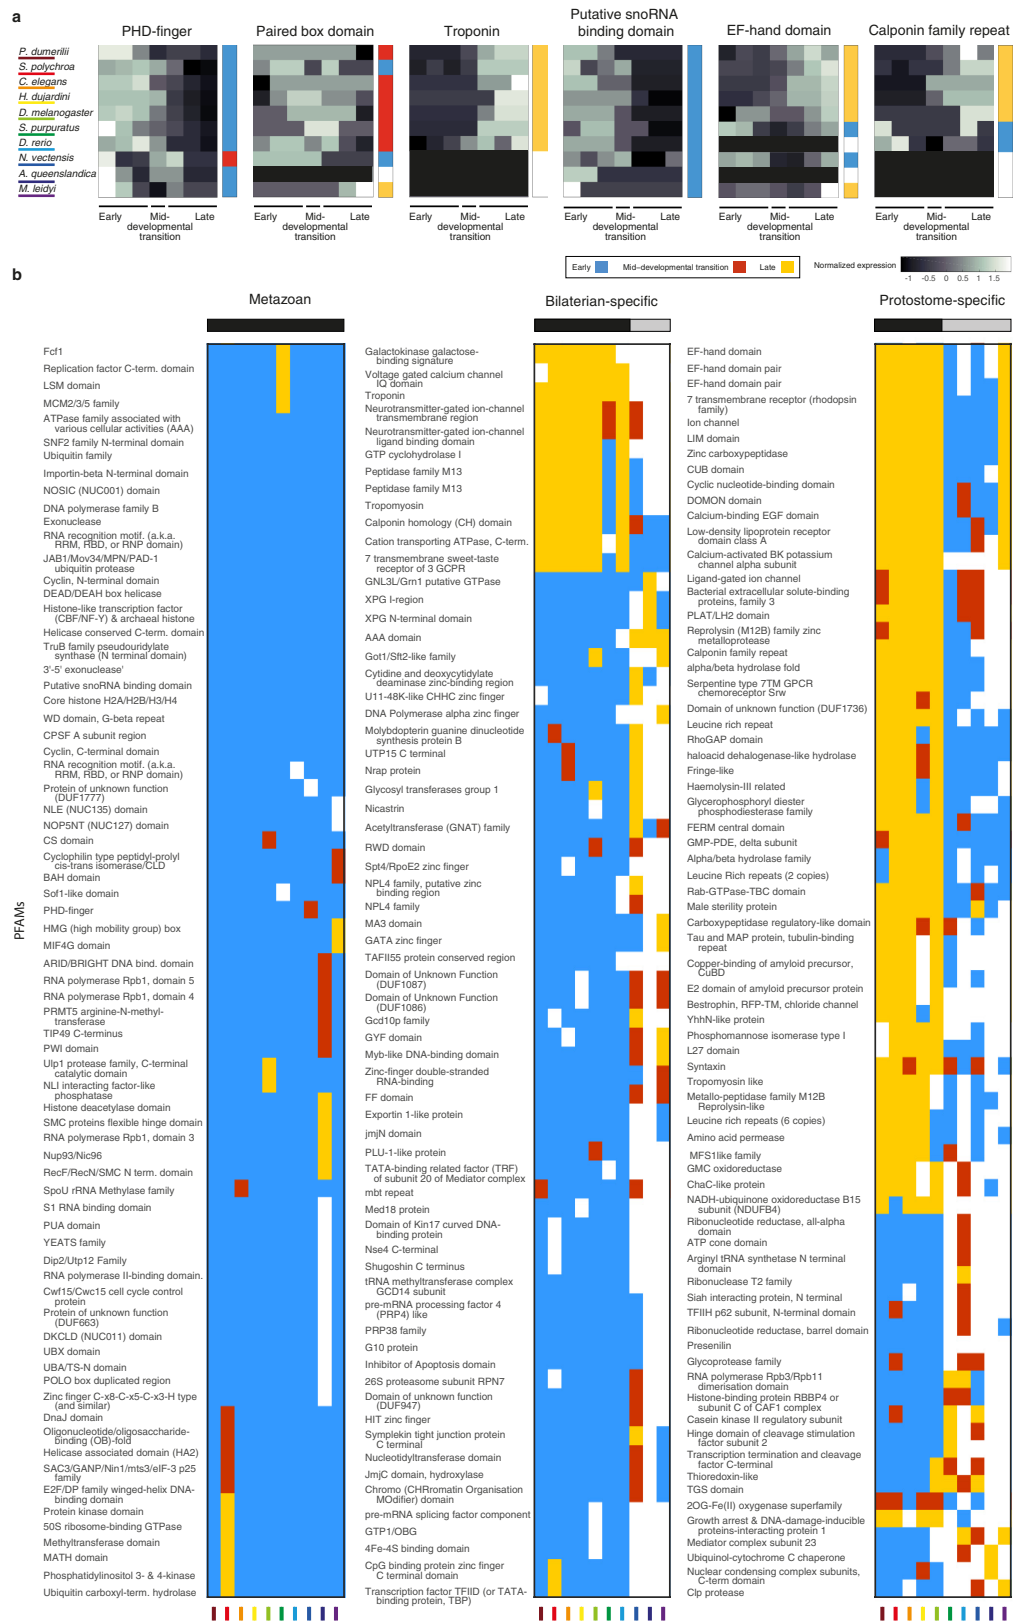 a
PHD-finger
Paired box domain
Troponin
Putative snoRNA
binding domain
EF-hand domain
Calponin family repeat
P. dumerilii
S. polychroa
C. elegans
H. dujardini
D. melanogaster
S. purpuratus
D. rerio
N. vectensis
A. queenslandica
M. leidyi
Early Mid- Late
developmental
transition
Early Mid- Late
developmental
transition
Early Mid- Late
developmental
transition
Early Mid- Late
developmental
transition
Early Mid- Late
developmental
transition
Early Mid- Late
developmental
transition
Early Mid-developmental transition Late
Normalized expression
-1 -0.5 0 0.5 1 1.5
b
Metazoan
Bilaterian-specific
Protostome-specific
PFAMs
Fcf1
Replication factor C-term. domain
LSM domain
MCM2/3/5 family
ATPase family associated with
various cellular activities (AAA)
SNF2 family N-terminal domain
Ubiquitin family
Importin-beta N-terminal domain
NOSIC (NUC001) domain
DNA polymerase family B
Exonuclease
RNA recognition motif. (a.k.a.
RRM, RBD, or RNP domain)
JAB1/Mov34/MPN/PAD-1
ubiquitin protease
Cyclin, N-terminal domain
DEAD/DEAH box helicase
Histone-like transcription factor
(CBF/NF-Y) & archaeal histone
Helicase conserved C-term. domain
TruB family pseudouridylate
synthase (N terminal domain)
3'-5' exonuclease'
Putative snoRNA binding domain
Core histone H2A/H2B/H3/H4
WD domain, G-beta repeat
CPSF A subunit region
Cyclin, C-terminal domain
RNA recognition motif. (a.k.a.
RRM, RBD, or RNP domain)
Protein of unknown function
(DUF1777)
NLE (NUC135) domain
NOP5NT (NUC127) domain
CS domain
Cyclophilin type peptidyl-prolyl
cis-trans isomerase/CLD
BAH domain
Sof1-like domain
PHD-finger
HMG (high mobility group) box
MIF4G domain
ARID/BRIGHT DNA bind. domain
RNA polymerase Rpb1, domain 5
RNA polymerase Rpb1, domain 4
PRMT5 arginine-N-methyl-
transferase
TIP49 C-terminus
PWI domain
Ulp1 protease family, C-terminal
catalytic domain
NLI interacting factor-like
phosphatase
Histone deacetylase domain
SMC proteins flexible hinge domain
RNA polymerase Rpb1, domain 3
Nup93/Nic96
RecF/RecN/SMC N term. domain
SpoU rRNA Methylase family
S1 RNA binding domain
PUA domain
YEATS family
Dip2/Utp12 Family
RNA polymerase II-binding domain.
Cwf15/Cwc15 cell cycle control
protein
Protein of unknown function
(DUF663)
DKCLD (NUC011) domain
UBX domain
UBA/TS-N domain
POLO box duplicated region
Zinc finger C-x8-C-x5-C-x3-H type
(and similar)
DnaJ domain
Oligonucleotide/oligosaccharide-
binding (OB)-fold
Helicase associated domain (HA2)
SAC3/GANP/Nin1/mts3/eIF-3 p25
family
E2F/DP family winged-helix DNA-
binding domain
Protein kinase domain
50S ribosome-binding GTPase
Methyltransferase domain
MATH domain
Phosphatidylinositol 3- & 4-kinase
Ubiquitin carboxyl-term. hydrolase
Galactokinase galactose-
binding signature
Voltage gated calcium channel
IQ domain
Troponin
Neurotransmitter-gated ion-channel
transmembrane region
Neurotransmitter-gated ion-channel
ligand binding domain
GTP cyclohydrolase I
Peptidase family M13
Peptidase family M13
Tropomyosin
Calponin homology (CH) domain
Cation transporting ATPase, C-term.
7 transmembrane sweet-taste
receptor of 3 GCPR
GNL3L/Grn1 putative GTPase
XPG I-region
XPG N-terminal domain
AAA domain
Got1/Sft2-like family
Cytidine and deoxycytidylate
deaminase zinc-binding region
U11-48K-like CHHC zinc finger
DNA Polymerase alpha zinc finger
Molybdopterin guanine dinucleotide
synthesis protein B
UTP15 C terminal
Nrap protein
Glycosyl transferases group 1
Nicastrin
Acetyltransferase (GNAT) family
RWD domain
Spt4/RpoE2 zinc finger
NPL4 family, putative zinc
binding region
NPL4 family
MA3 domain
GATA zinc finger
TAFII55 protein conserved region
Domain of Unknown Function
(DUF1087)
Domain of Unknown Function
(DUF1086)
Gcd10p family
GYF domain
Myb-like DNA-binding domain
Zinc-finger double-stranded
RNA-binding
FF domain
Exportin 1-like protein
jmjN domain
PLU-1-like protein
TATA-binding related factor (TRF)
of subunit 20 of Mediator complex
mbt repeat
Med18 protein
Domain of Kin17 curved DNA-
binding protein
Nse4 C-terminal
Shugoshin C terminus
tRNA methyltransferase complex
GCD14 subunit
pre-mRNA processing factor 4
(PRP4) like
PRP38 family
G10 protein
Inhibitor of Apoptosis domain
26S proteasome subunit RPN7
Domain of unknown function
(DUF947)
HIT zinc finger
Symplekin tight junction protein
C terminal
Nucleotidyltransferase domain
JmjC domain, hydroxylase
Chromo (CHRromatin Organisation
MOdifier) domain
pre-mRNA splicing factor component
GTP1/OBG
4Fe-4S binding domain
CpG binding protein zinc finger
C terminal domain
Transcription factor TFIID (or TATA-
binding protein, TBP)
EF-hand domain
EF-hand domain pair
EF-hand domain pair
7 transmembrane receptor (rhodopsin
family)
Ion channel
LIM domain
Zinc carboxypeptidase
CUB domain
Cyclic nucleotide-binding domain
DOMON domain
Calcium-binding EGF domain
Low-density lipoprotein receptor
domain class A
Calcium-activated BK potassium
channel alpha subunit
Ligand-gated ion channel
Bacterial extracellular solute-binding
proteins, family 3
PLAT/LH2 domain
Reprolysin (M12B) family zinc
metalloprotease
Calponin family repeat
alpha/beta hydrolase fold
Serpentine type 7TM GPCR
chemoreceptor Srw
Domain of unknown function (DUF1736)
Leucine rich repeat
RhoGAP domain
haloacid dehalogenase-like hydrolase
Fringe-like
Haemolysin-III related
Glycerophosphoryl diester
phosphodiesterase family
FERM central domain
GMP-PDE, delta subunit
Alpha/beta hydrolase family
Leucine Rich repeats (2 copies)
Rab-GTPase-TBC domain
Male sterility protein
Carboxypeptidase regulatory-like domain
Tau and MAP protein, tubulin-binding
repeat
Copper-binding of amyloid precursor,
CuBD
E2 domain of amyloid precursor protein
Bestrophin, RFP-TM, chloride channel
YhhN-like protein
Phosphomannose isomerase type I
L27 domain
Syntaxin
Tropomyosin like
Metallo-peptidase family M12B
Reprolysin-like
Leucine rich repeats (6 copies)
Amino acid permease
MFS1like family
GMC oxidoreductase
ChaC-like protein
NADH-ubiquinone oxidoreductase B15
subunit (NDUFB4)
Ribonucleotide reductase, all-alpha
domain
ATP cone domain
Arginyl tRNA synthetase N terminal
domain
Ribonuclease T2 family
Siah interacting protein, N terminal
TFIIH p62 subunit, N-terminal domain
Ribonucleotide reductase, barrel domain
Presenilin
Glycoprotease family
RNA polymerase Rpb3/Rpb11
dimerisation domain
Histone-binding protein RBBP4 or
subunit C of CAF1 complex
Casein kinase II regulatory subunit
Hinge domain of cleavage stimulation
factor subunit 2
Transcription termination and cleavage
factor C-terminal
Thioredoxin-like
TGS domain
2OG-Fe(II) oxygenase superfamily
Growth arrest & DNA-damage-inducible
proteins-interacting protein 1
Mediator complex subunit 23
Ubiquinol-cytochrome C chaperone
Nuclear condensing complex subunits,
C-term domain
Clp protease